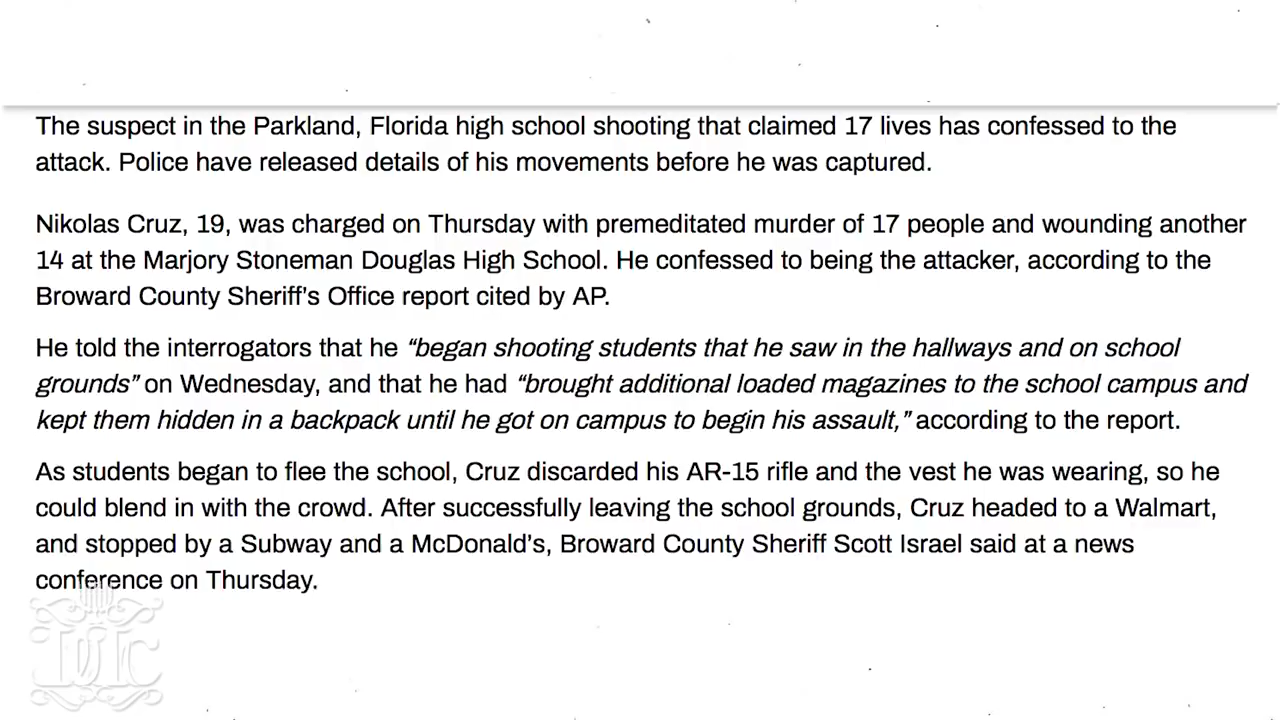 The suspect in the Parkland, Florida high school shooting that claimed 17 lives has confessed to the
attack. Police have released details of his movements before he was captured.
Nikolas Cruz, 19, was charged on Thursday with premeditated murder of 17 people and wounding another
14 at the Marjory Stoneman Douglas High School. He confessed to being the attacker, according to the
Broward County Sheriff's Office report cited by AP.
He told the interrogators that he “began shooting students that he saw in the hallways and on school
grounds” on Wednesday, and that he had “brought additional loaded magazines to the school campus and
kept them hidden in a backpack until he got on campus to begin his assault,” according to the report.
As students began to flee the school, Cruz discarded his AR-15 rifle and the vest he was wearing, so he
could blend in with the crowd. After successfully leaving the school grounds, Cruz headed to a Walmart,
and stopped by a Subway and a McDonald's, Broward County Sheriff Scott Israel said at a news
conference on Thursday.